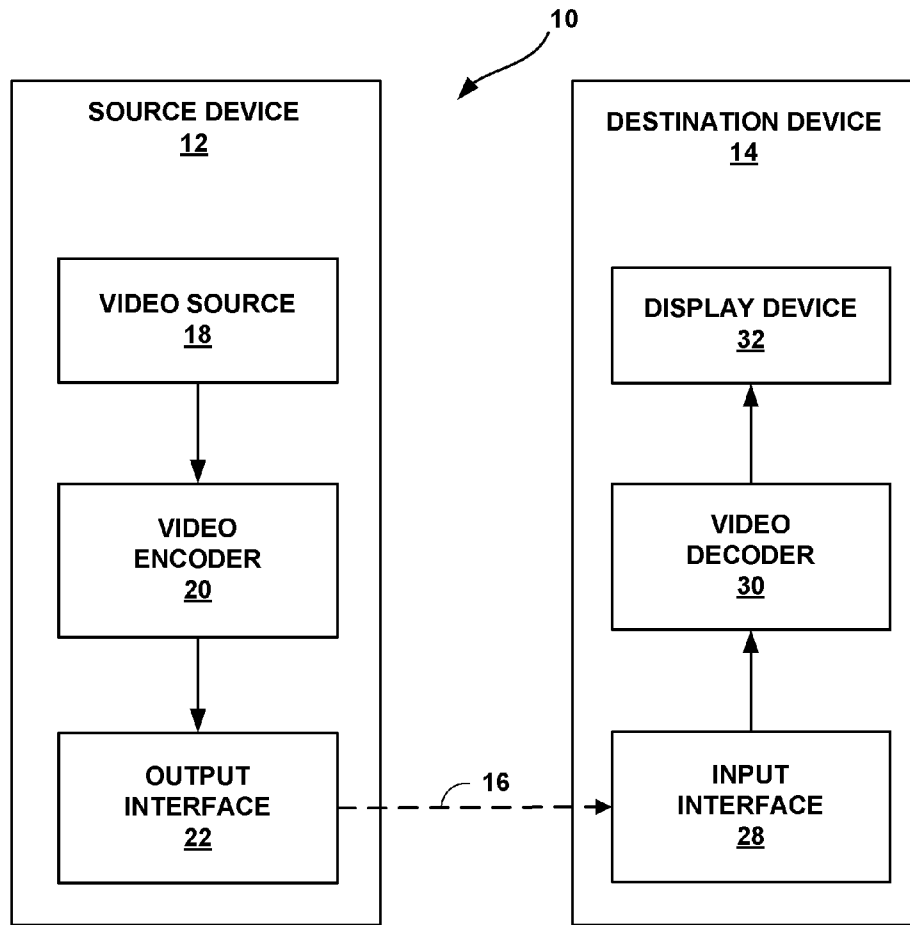 10
SOURCE DEVICE
12
VIDEO SOURCE
18
VIDEO
ENCODER
20
OUTPUT
INTERFACE
22
16
DESTINATION DEVICE
14
DISPLAY DEVICE
32
VIDEO
DECODER
30
INPUT
INTERFACE
28